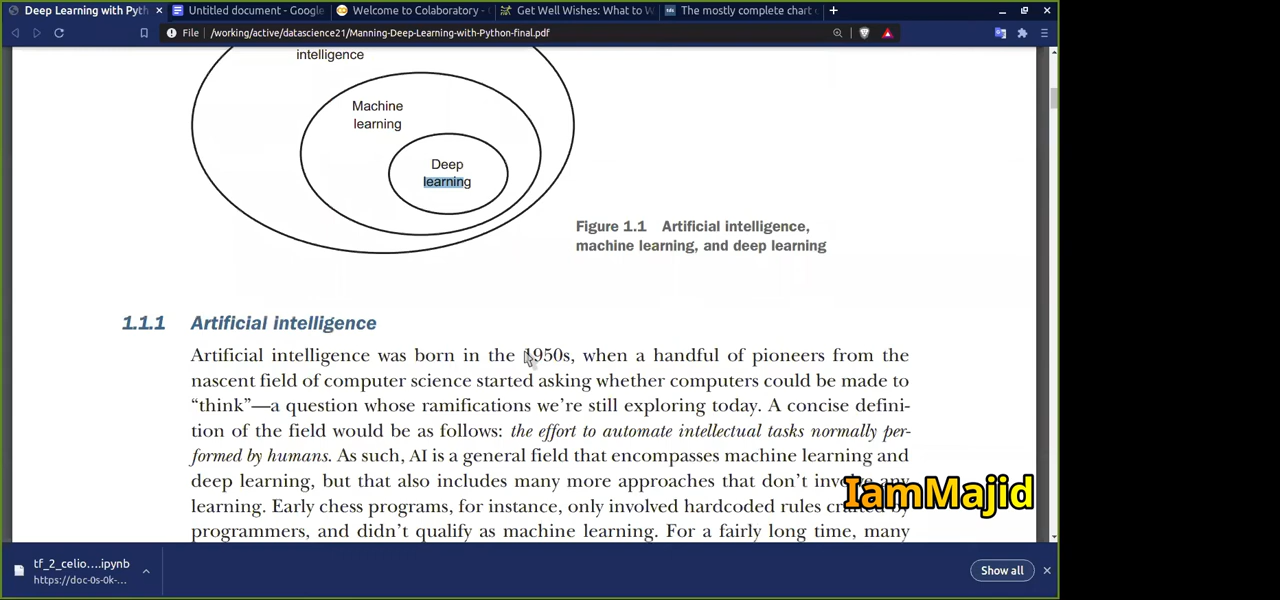 Deep Learning with Pyth
Untitled document - Google
Welcome to Colaboratory -
Get Well Wishes: What to W
The mostly complete chart
File
/working/active/datascience21/Manning-Deep-Learning-with-Python-final.pdf
intelligence
Machine
learning
Deep
learning
Figure 1.1 Artificial intelligence,
machine learning, and deep learning
1.1.1 Artificial intelligence
Artificial intelligence was born in the 1950s, when a handful of pioneers from the
nascent field of computer science started asking whether computers could be made to
“think”—a question whose ramifications we’re still exploring today. A concise defini-
tion of the field would be as follows: the effort to automate intellectual tasks normally per-
formed by humans. As such, AI is a general field that encompasses machine learning and
deep learning, but that also includes many more approaches that don’t involve any
learning. Early chess programs, for instance, only involved hardcoded rules crafted by
programmers, and didn’t qualify as machine learning. For a fairly long time, many
IamMajid
tf_2_celio....ipynb
https://doc-0s-0k-...
Show all